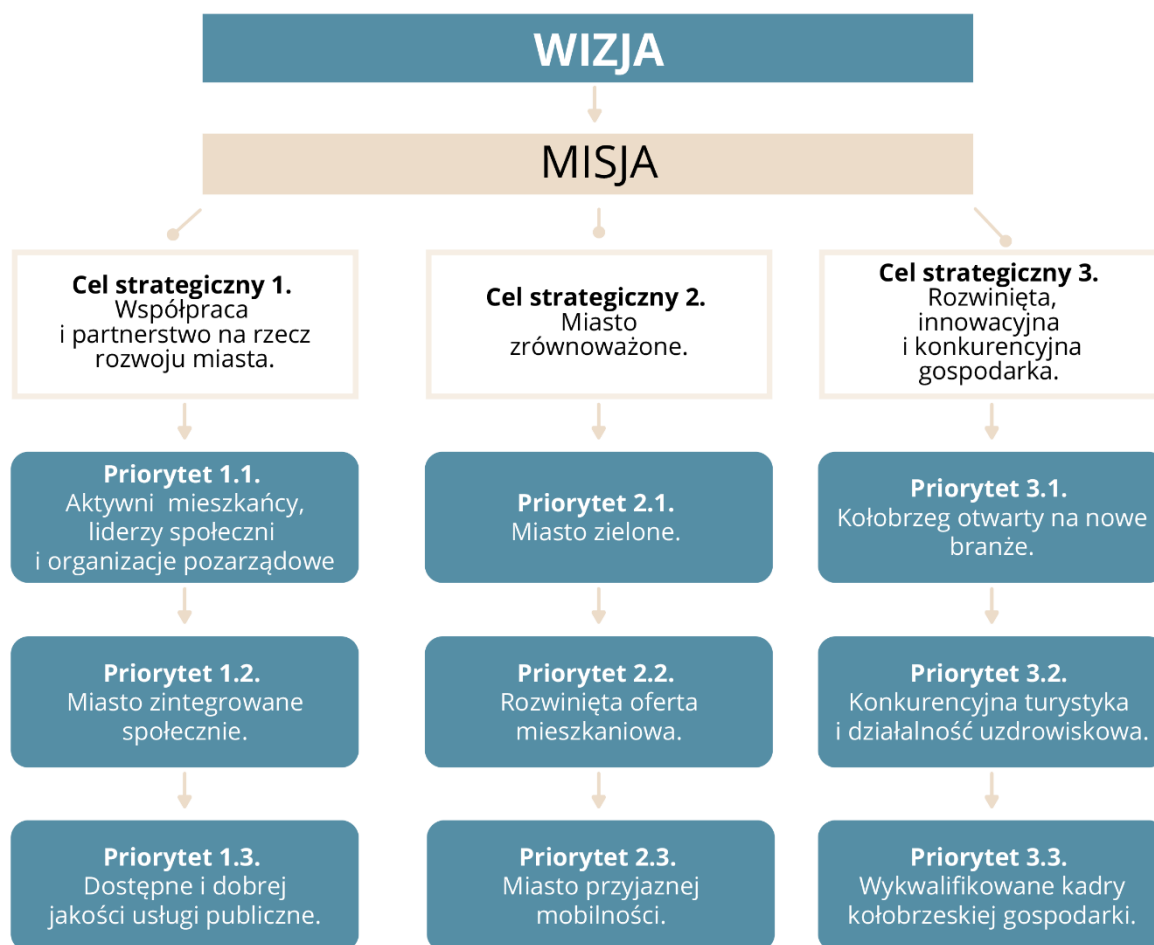 WIZJA
MISJA
Cel strategiczny 1.
Współpraca
i partnerstwo na rzecz
rozwoju miasta.
Cel strategiczny 2.
Miasto
zrównoważone.
Cel strategiczny 3.
Rozwinięta,
innowacyjna
i konkurencyjna
gospodarka.
Priorytet 1.1.
Aktywni mieszkańcy,
liderzy społeczni
i organizacje pozarządowe
Priorytet 2.1.
Miasto zielone.
Priorytet 3.1.
Kołobrzeg otwarty na nowe
branże.
Priorytet 1.2.
Miasto zintegrowane
społecznie.
Priorytet 2.2.
Rozwinięta oferta
mieszkaniowa.
Priorytet 3.2.
Konkurencyjna turystyka
i działalność uzdrowiskowa.
Priorytet 1.3.
Dostępne i dobrej
jakości usługi publiczne.
Priorytet 2.3.
Miasto przyjaznej
mobilności.
Priorytet 3.3.
Wykwalifikowane kadry
kołobrzeskiej gospodarki.